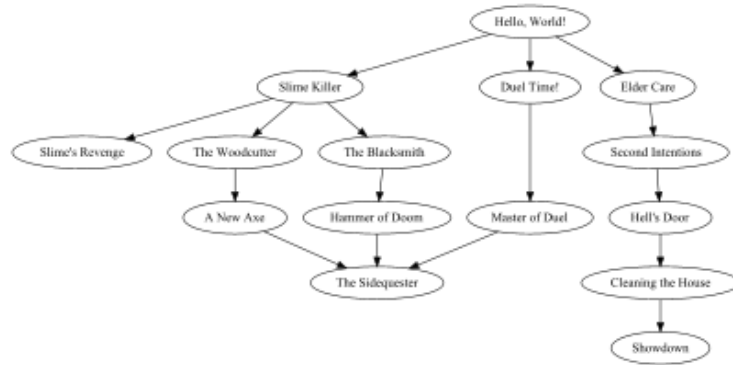 Hello, World!
Slime Killer
Duel Time!
Elder Care
Slime's Revenge
The Woodcutter
The Blacksmith
Second Intentions
A New Axe
Hammer of Doom
Master of Duel
Hell's Door
The Sidequester
Cleaning the House
Showdown